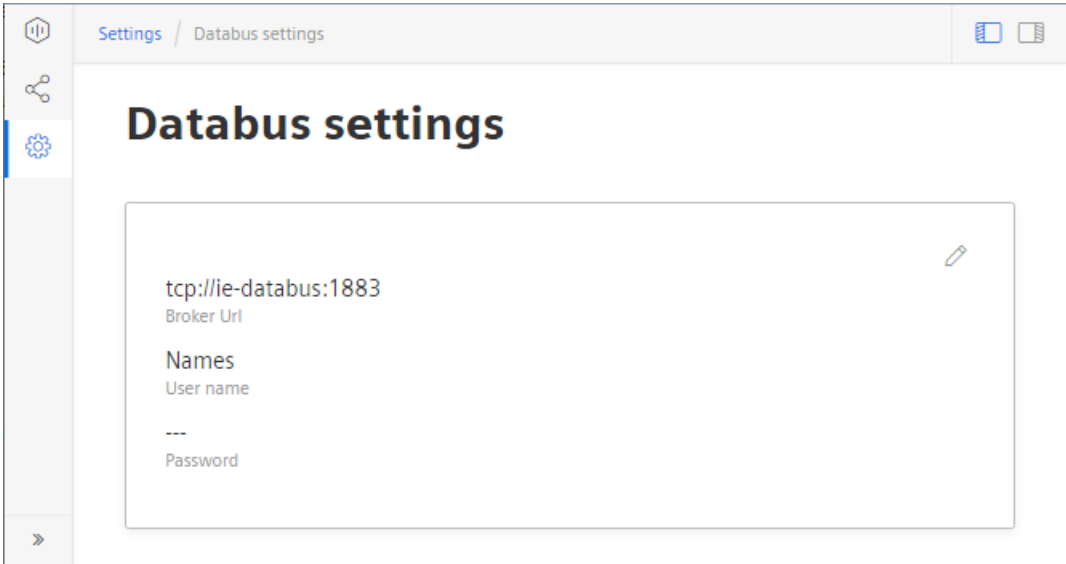 Settings / Databus settings
Databus settings
tcp://ie-databus:1883
Broker Url
Names
User name
---
Password